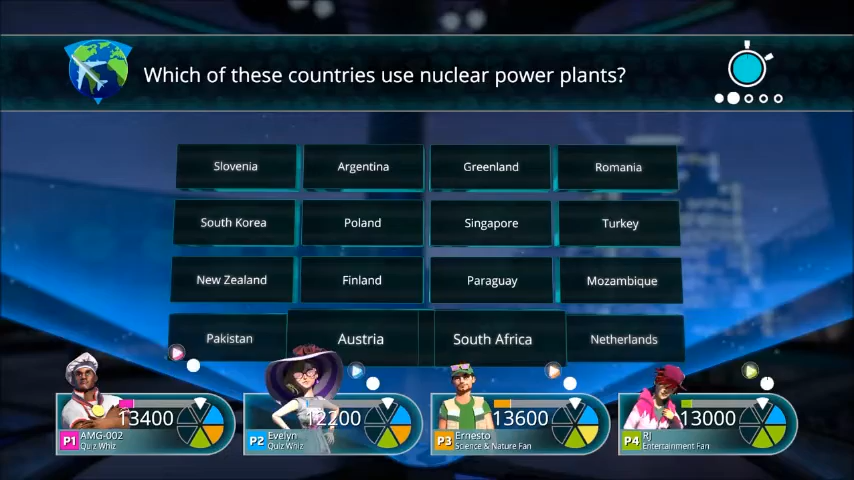 Which of these countries use nuclear power plants?
Slovenia
Argentina
Greenland
Romania
South Korea
Poland
Singapore
Turkey
New Zealand
Finland
Paraguay
Mozambique
Pakistan
Austria
South Africa
Netherlands
13400
P1 AMG-002
Quiz Whiz
12200
P2 Evelyn
Quiz Whiz
13600
P3 Ernesto
Science & Nature Fan
13000
P4 RJ
Entertainment Fan